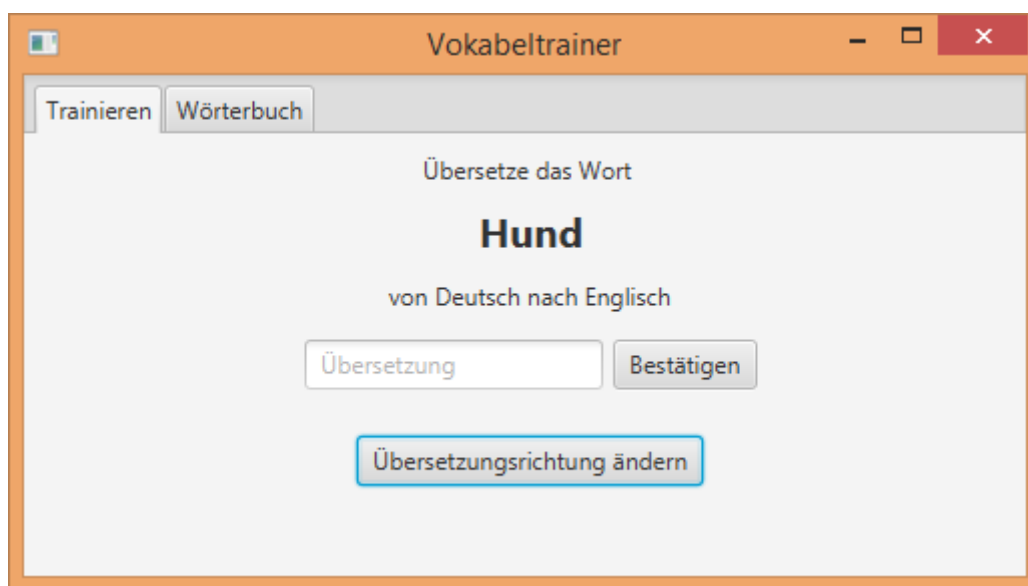 Vokabeltrainer
Trainieren Wörterbuch
Übersetze das Wort
Hund
von Deutsch nach Englisch
Übersetzung Bestätigen
Übersetzungsrichtung ändern